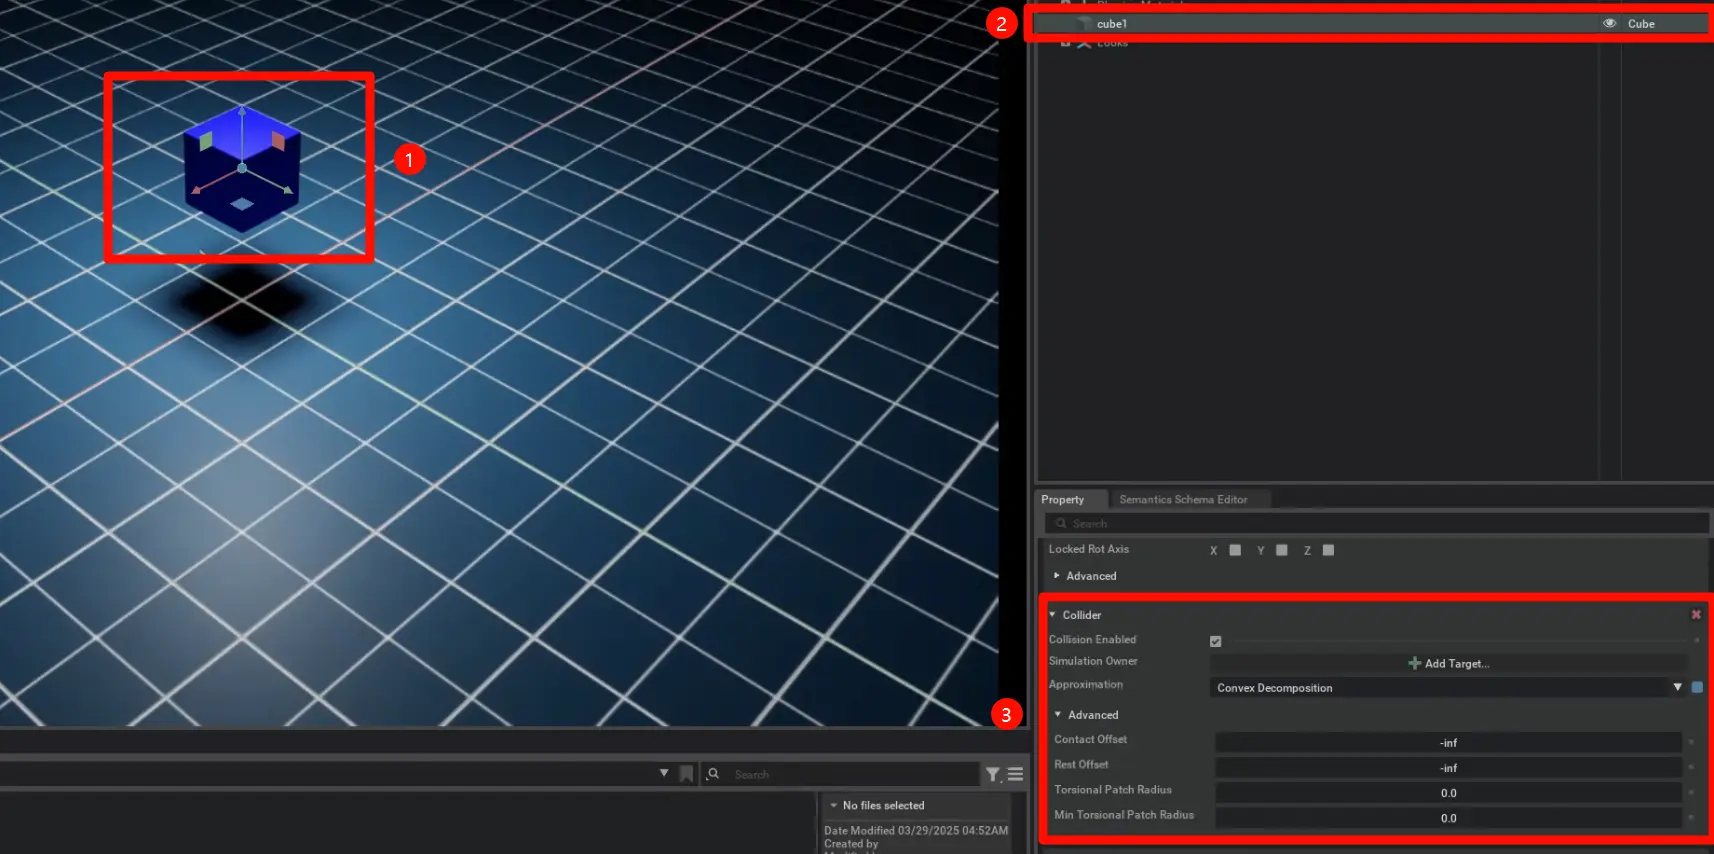 2
cube1
Cube
Looks
1
Property
Semantics Schema Editor
Search
Locked Rot Axis X Y Z
Advanced
Collider
Collision Enabled
Simulation Owner
Add Target...
Approximation
Convex Decomposition
3
Advanced
Contact Offset
-inf
Rest Offset
-inf
Torsional Patch Radius
0.0
Min Torsional Patch Radius
0.0
Search
No files selected
Date Modified 03/29/2025 04:52AM
Created by